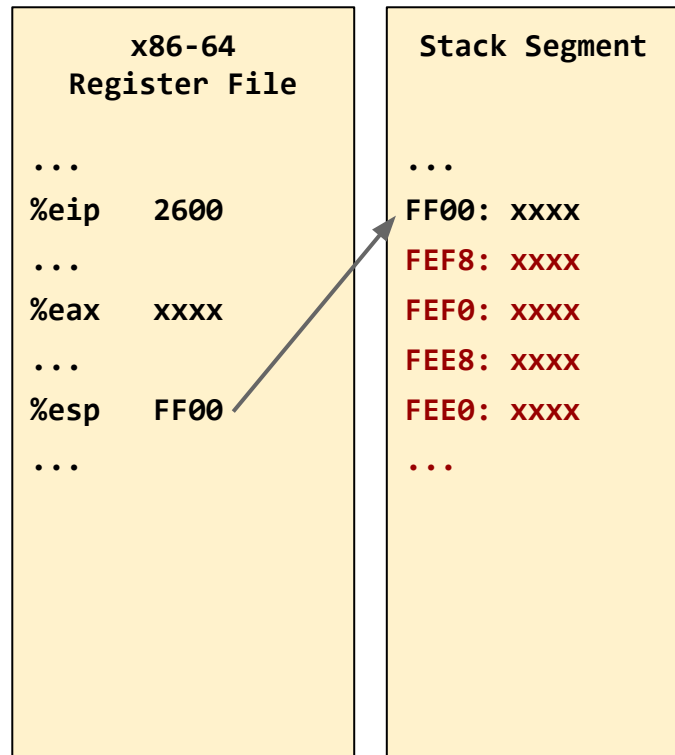 x86-64
Register File
...
%eip 2600
...
%eax xxxx
...
%esp FF00
...
Stack Segment
...
FF00: xxxx
FEF8: xxxx
FEF0: xxxx
FEE8: xxxx
FEE0: xxxx
...